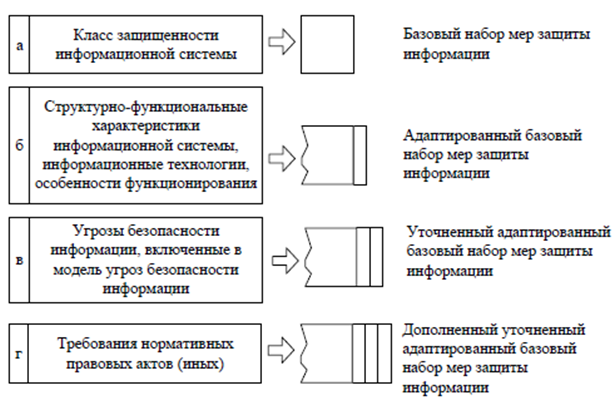 а
Класс защищенности
информационной системы
Базовый набор мер защиты
информации
б
Структурно-функциональные
характеристики
информационной системы,
информационные технологии,
особенности функционирования
Адаптированный базовый
набор мер защиты
информации
в
Угрозы безопасности
информации, включенные в
модель угроз безопасности
информации
Уточненный адаптированный
базовый набор мер защиты
информации
г
Требования нормативных
правовых актов (иных)
Дополненный уточненный
адаптированный базовый
набор мер защиты
информации